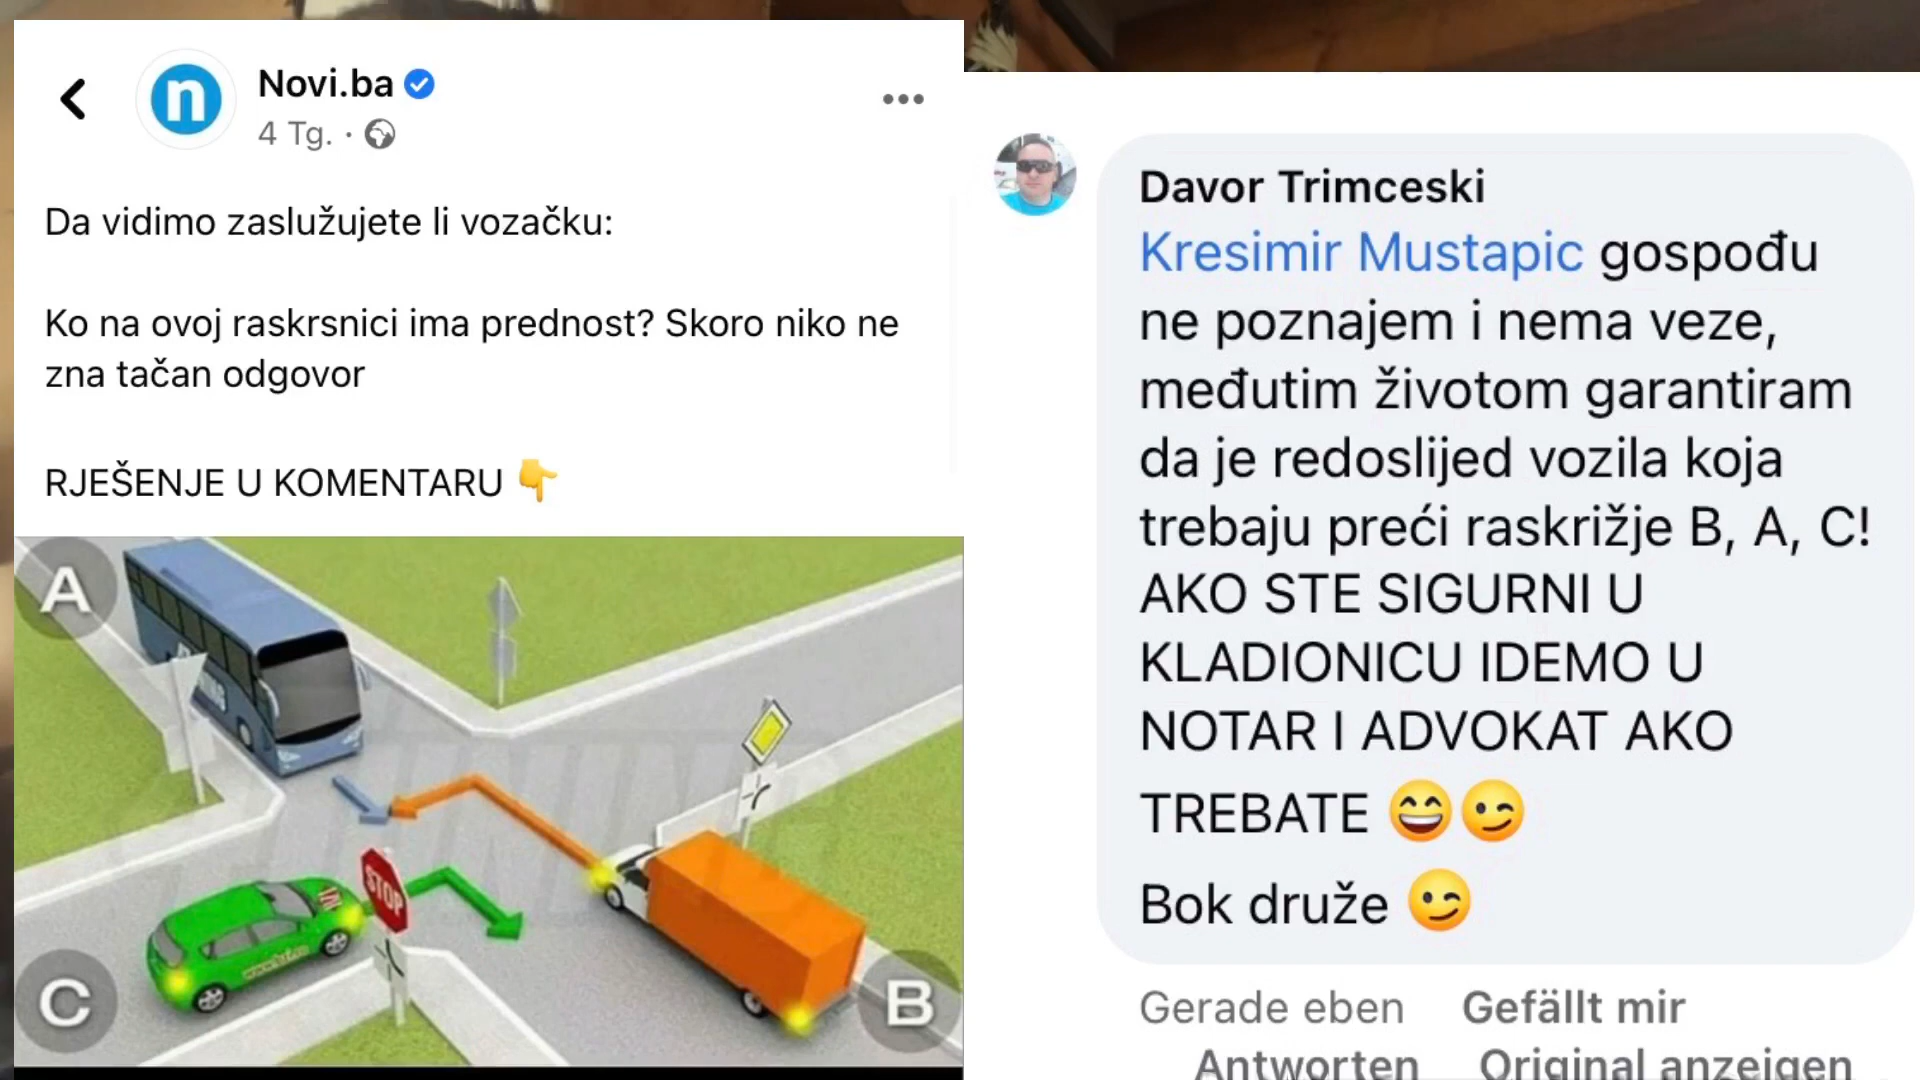 n
Novi.ba
4 Tg. ·
Da vidimo zaslužujete li vozačku:
Ko na ovoj raskrsnici ima prednost? Skoro niko ne
zna tačan odgovor
RJEŠENJE U KOMENTARU 👇
A
STOP
C
B
Davor Trimceski
Kresimir Mustapic gospođu
ne poznajem i nema veze,
međutim životom garantiram
da je redoslijed vozila koja
trebaju preći raskrižje B, A, C!
AKO STE SIGURNI U
KLADIONICU IDEMO U
NOTAR I ADVOKAT AKO
TREBATE 😄😉
Bok druže 😉
Gerade eben Gefällt mir
Antworten Original anzeigen